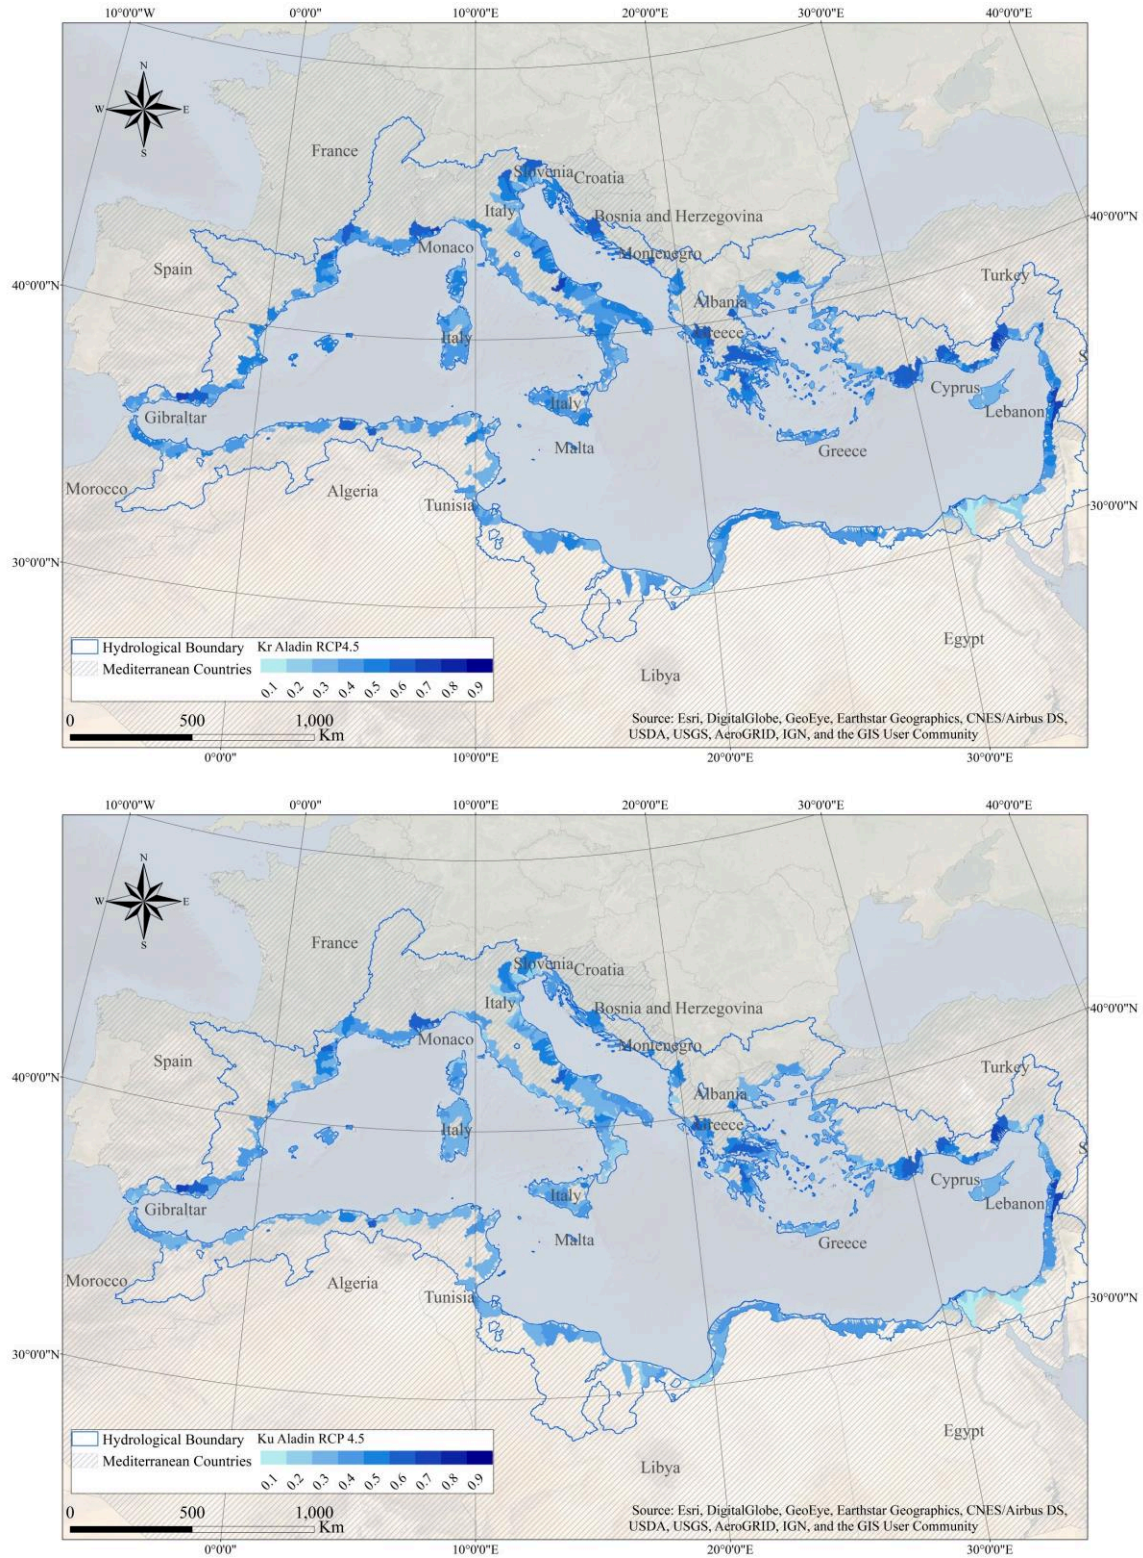 10°0'0"W 0°0'0" 10°0'0"E 20°0'0"E 30°0'0"E 40°0'0"E
N
W E
S
France
Slovenia Croatia
Italy
Bosnia and Herzegovina
40°0'0"N
Monaco
Montenegro
Spain
Turkey
40°0'0"N
Albania
Greece
Italy
Cyprus
Italy
Lebanon
Gibraltar
Malta
Greece
Morocco
Algeria
Tunisia
30°0'0"N
30°0'0"N
Egypt
Hydrological Boundary Kr Aladin RCP4.5
Mediterranean Countries
0.1 0.2 0.3 0.4 0.5 0.6 0.7 0.8 0.9
Libya
0 500 1,000
Km
Source: Esri, DigitalGlobe, GeoEye, Earthstar Geographics, CNES/Airbus DS,
USDA, USGS, AeroGRID, IGN, and the GIS User Community
0°0'0" 10°0'0"E 20°0'0"E 30°0'0"E
10°0'0"W 0°0'0" 10°0'0"E 20°0'0"E 30°0'0"E 40°0'0"E
N
W E
S
France
Slovenia Croatia
Italy
Bosnia and Herzegovina
40°0'0"N
Monaco
Montenegro
Spain
Turkey
40°0'0"N
Albania
Greece
Italy
Cyprus
Italy
Lebanon
Gibraltar
Malta
Greece
Morocco
Algeria
Tunisia
30°0'0"N
30°0'0"N
Egypt
Hydrological Boundary Ku Aladin RCP 4.5
Mediterranean Countries
0.1 0.2 0.3 0.4 0.5 0.6 0.7 0.8 0.9
Libya
0 500 1,000
Km
Source: Esri, DigitalGlobe, GeoEye, Earthstar Geographics, CNES/Airbus DS,
USDA, USGS, AeroGRID, IGN, and the GIS User Community
0°0'0" 10°0'0"E 20°0'0"E 30°0'0"E